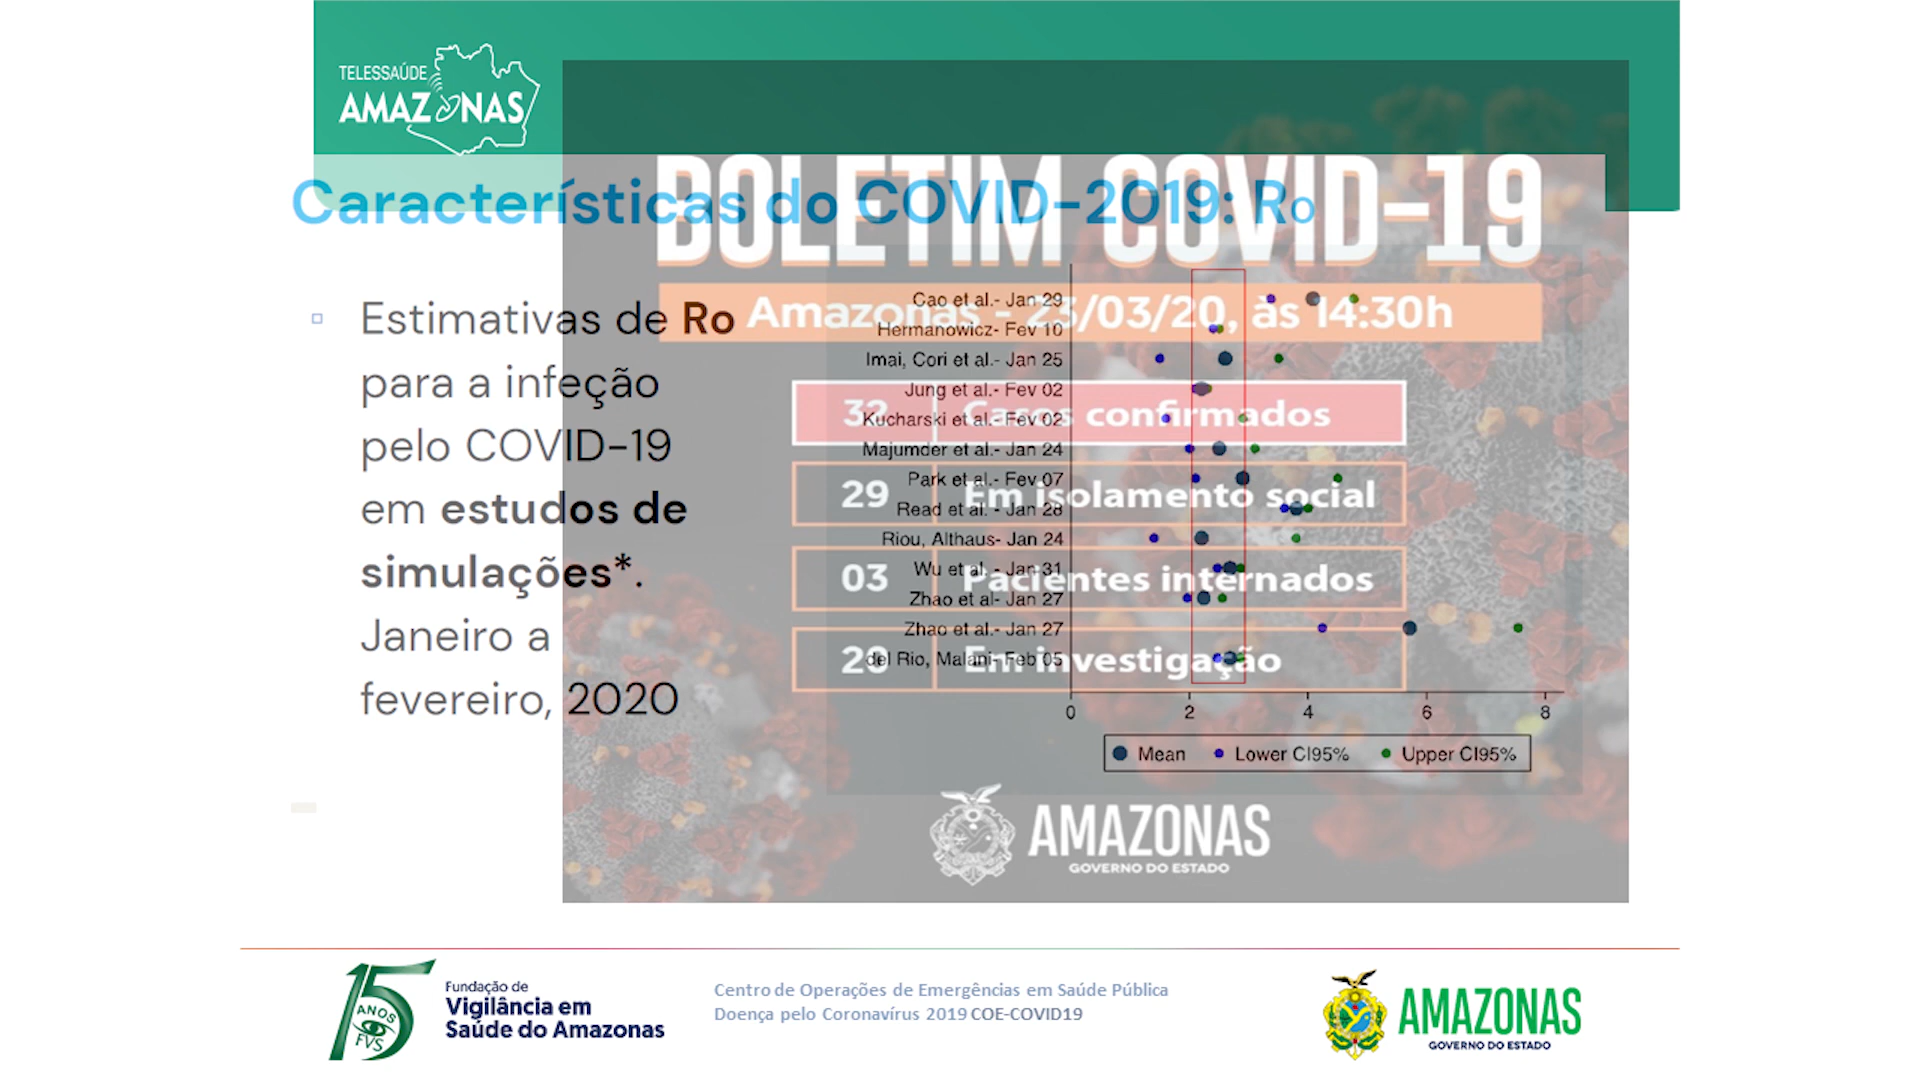 TELESSAÚDE
AMAZONAS
BOLETIM COVID-19
Características do COVID-2019: Ro
Amazonas - 23/03/20, às 14:30h
Estimativas de Ro
para a infeção
pelo COVID-19
em estudos de
simulações*.
Janeiro a
fevereiro, 2020
32 Casos confirmados
29 Em isolamento social
03 Pacientes internados
29 Em investigação
Cao et al.- Jan 29
Hermanowicz- Fev 10
Imai, Cori et al.- Jan 25
Jung et al.- Fev 02
Kucharski et al.- Fev 02
Majumder et al.- Jan 24
Park et al.- Fev 07
Read et al. - Jan 28
Riou, Althaus- Jan 24
Wu et al. - Jan 31
Zhao et al- Jan 27
Zhao et al.- Jan 27
del Rio, Malani- Feb 05
0 2 4 6 8
Mean Lower CI95% Upper CI95%
AMAZONAS
GOVERNO DO ESTADO
15
ANOS
FVS
Fundação de
Vigilância em
Saúde do Amazonas
Centro de Operações de Emergências em Saúde Pública
Doença pelo Coronavírus 2019 COE-COVID19
AMAZONAS
GOVERNO DO ESTADO